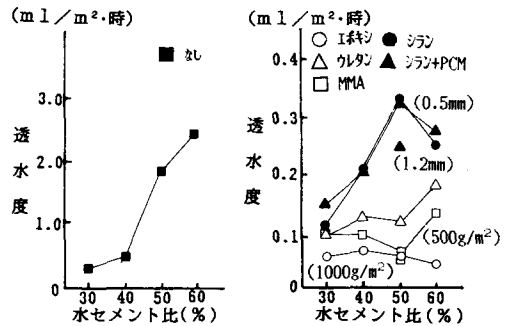 (ml/m²･時)
■ なし
3.0
2.0
1.0
0
透水度
30 40 50 60
水セメント比(%)
(ml/m²･時)
○ エポキシ ● シラン
△ ウレタン ▲ シラン+PCM
□ MMA
0.4
0.3
0.2
0.1
0
透水度
(0.5mm)
(1.2mm)
(500g/m²)
(1000g/m²)
30 40 50 60
水セメント比(%)